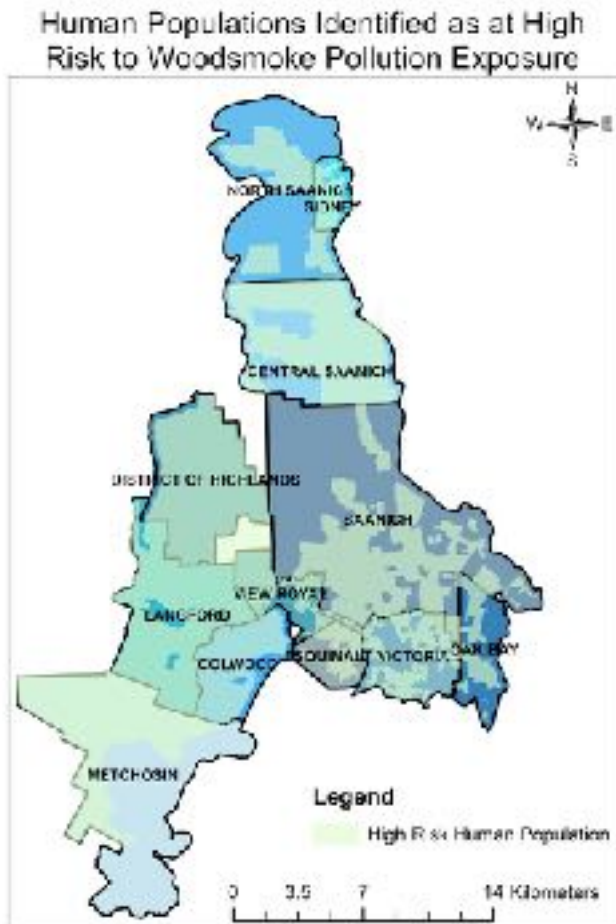 Human Populations Identified as at High
Risk to Woodsmoke Pollution Exposure
N
W E
S
NORTH SAANICH
SIDNEY
CENTRAL SAANICH
DISTRICT OF HIGHLANDS
SAANICH
VIEW ROYAL
LANGFORD
COLWOOD
ESQUIMALT VICTORIA OAK BAY
METCHOSIN
Legend
High Risk Human Population
0 3.5 7 14 Kilometers